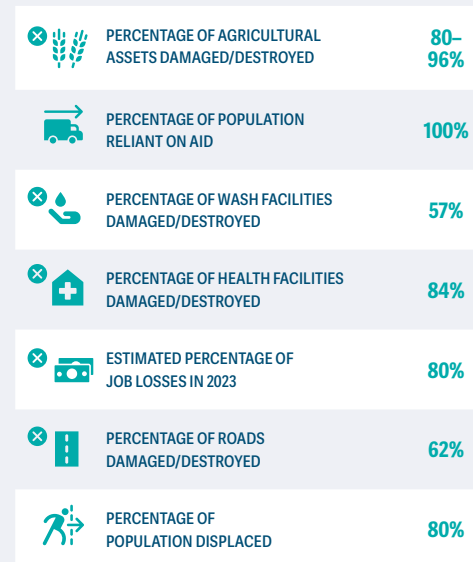 PERCENTAGE OF AGRICULTURAL
ASSETS DAMAGED/DESTROYED
80–
96%
PERCENTAGE OF POPULATION
RELIANT ON AID
100%
PERCENTAGE OF WASH FACILITIES
DAMAGED/DESTROYED
57%
PERCENTAGE OF HEALTH FACILITIES
DAMAGED/DESTROYED
84%
ESTIMATED PERCENTAGE OF
JOB LOSSES IN 2023
80%
PERCENTAGE OF ROADS
DAMAGED/DESTROYED
62%
PERCENTAGE OF
POPULATION DISPLACED
80%